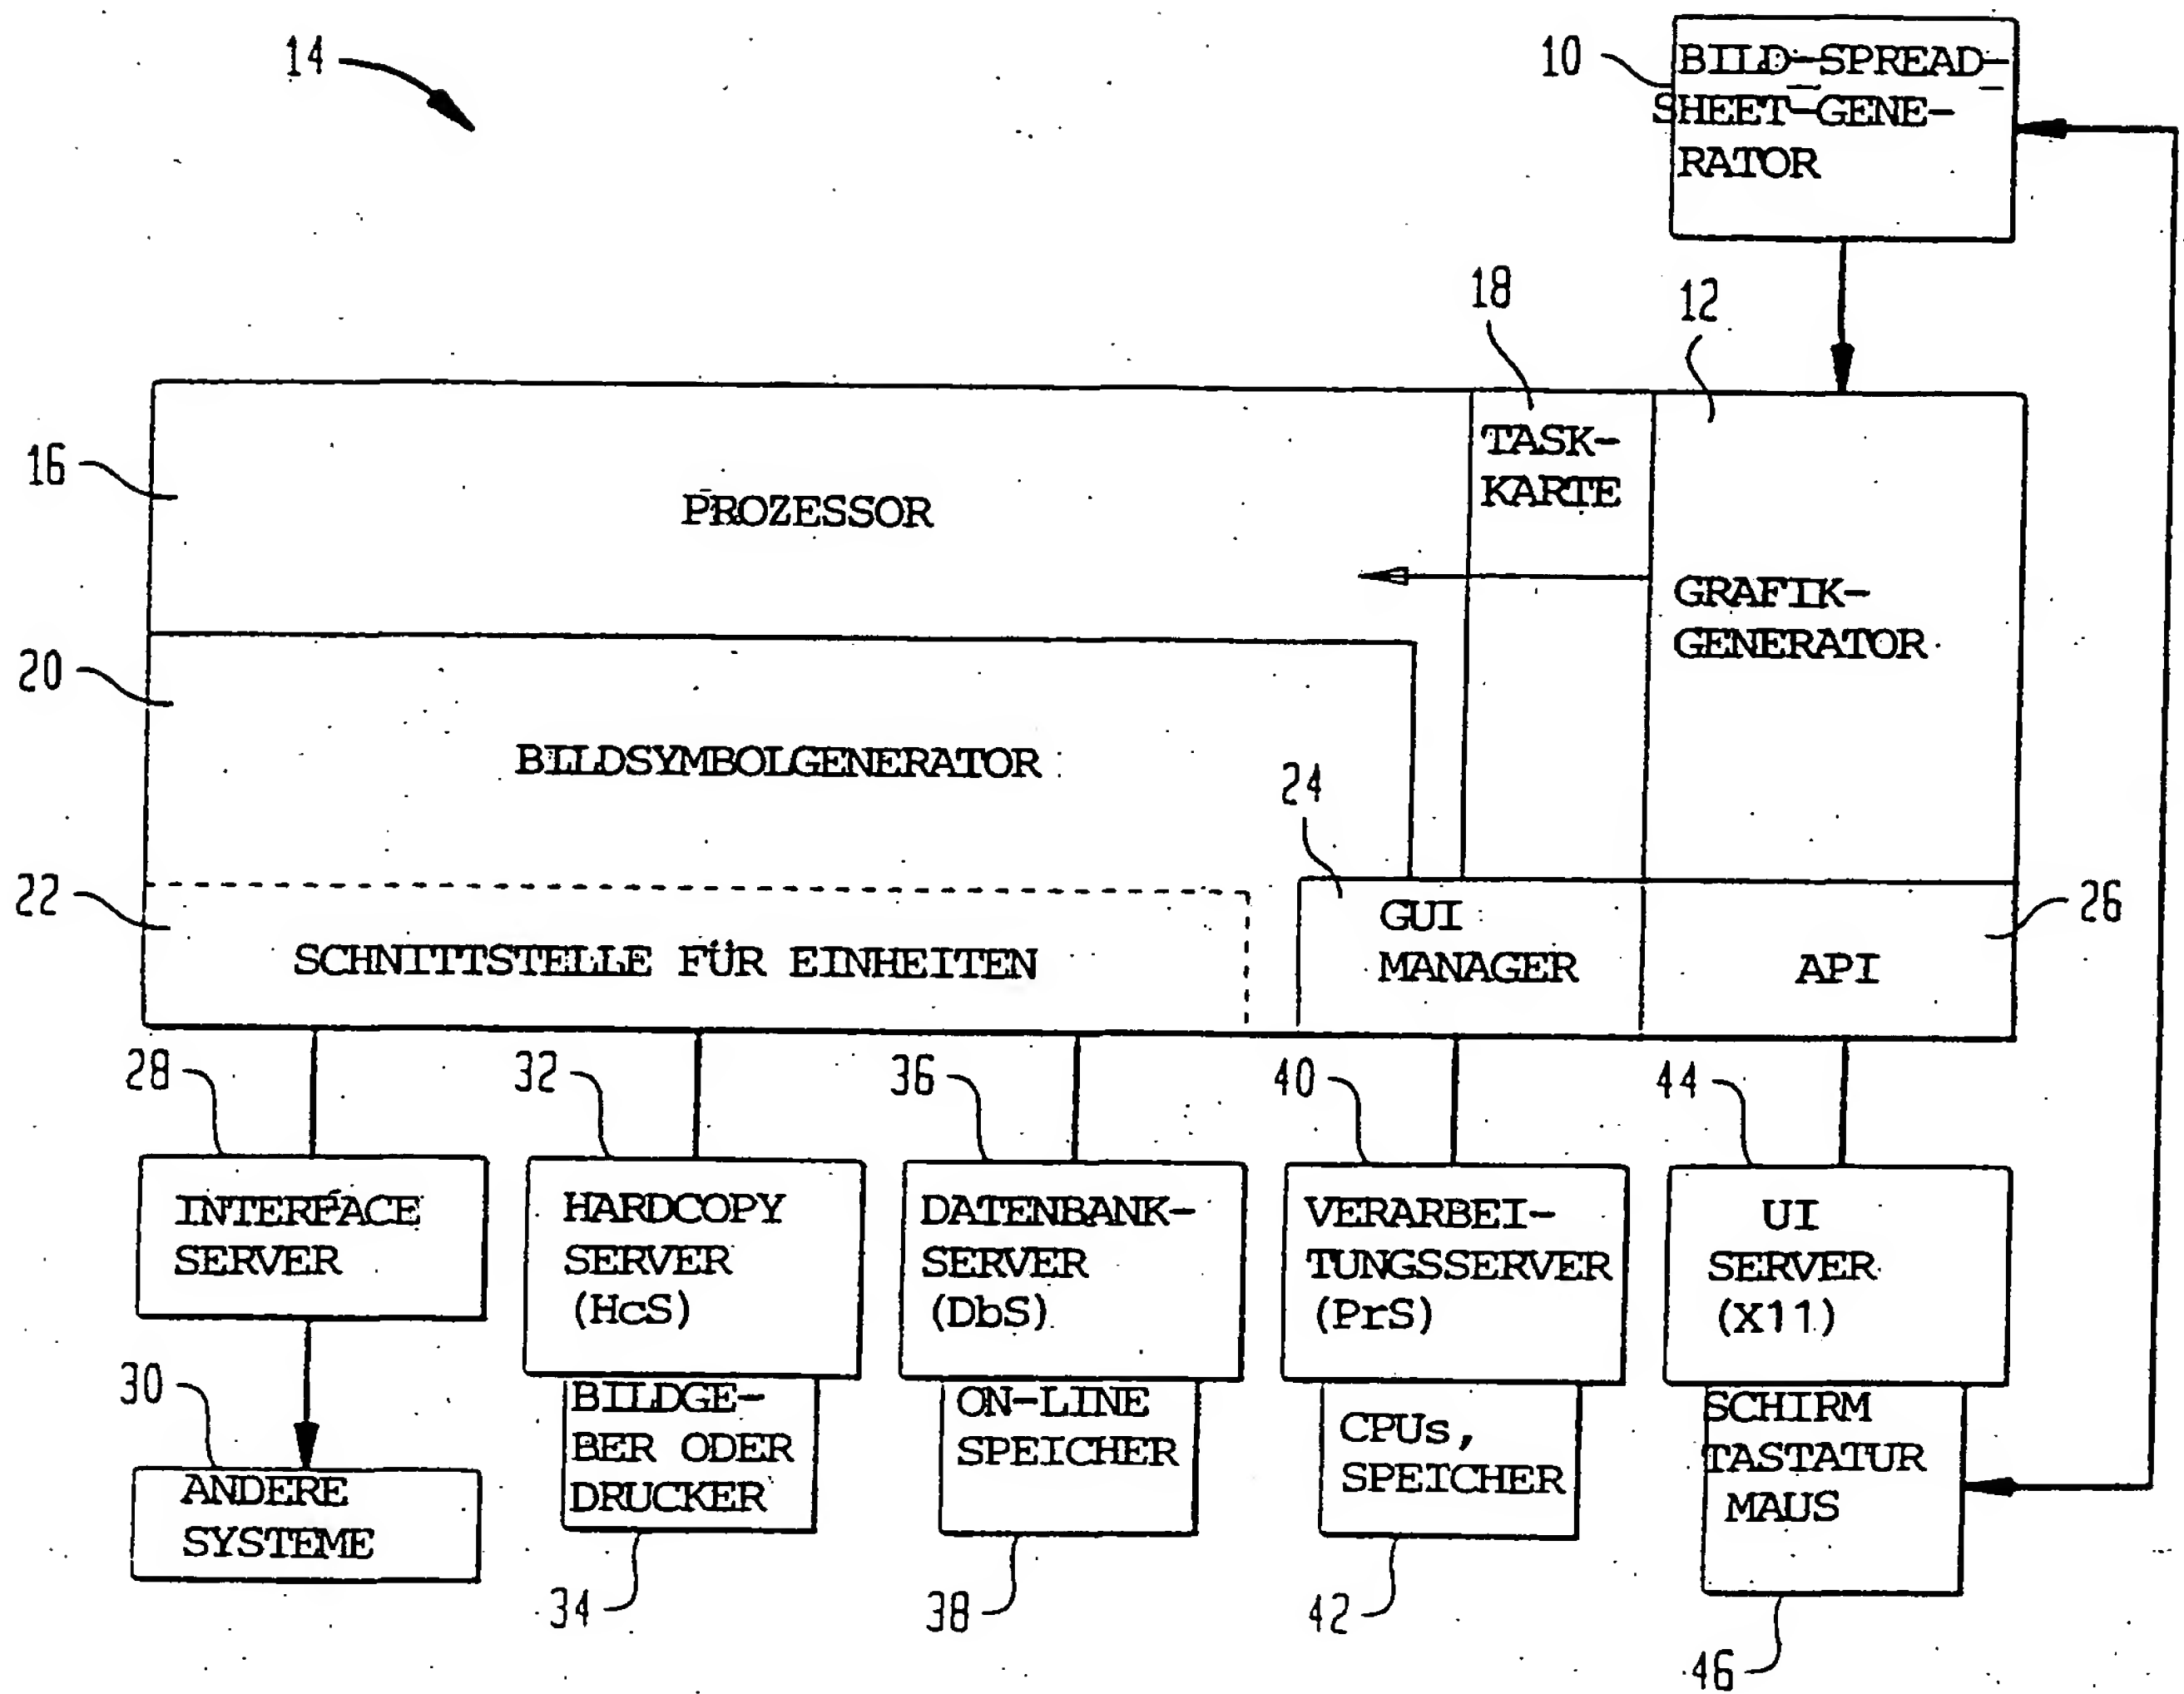 14
10
BILD-SPREAD-
SHEET-GENE-
RATOR
18
12
16
PROZESSOR
TASK-
KARTE
GRAFIK-
GENERATOR
20
BILDSYMBOLGENERATOR
24
22
SCHNITTSTELLE FÜR EINHEITEN
GUI
MANAGER
API
26
28
32
36
40
44
INTERFACE
SERVER
HARDCOPY
SERVER
(HcS)
DATENBANK-
SERVER
(DbS)
VERARBEI-
TUNGSSERVER
(PrS)
UI
SERVER
(X11)
30
ANDERE
SYSTEME
BILDGE-
BER ODER
DRUCKER
ON-LINE
SPEICHER
CPUs,
SPEICHER
SCHIRM
TASTATUR
MAUS
34
38
42
46